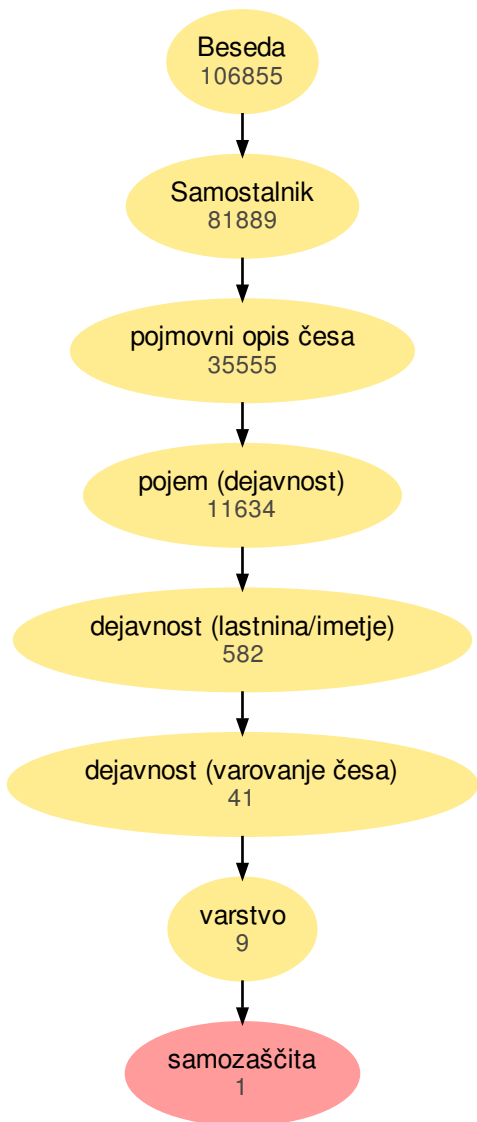 Beseda
106855
Samostalnik
81889
pojmovni opis česa
35555
pojem (dejavnost)
11634
dejavnost (lastnina/imetje)
582
dejavnost (varovanje česa)
41
varstvo
9
samozaščita
1